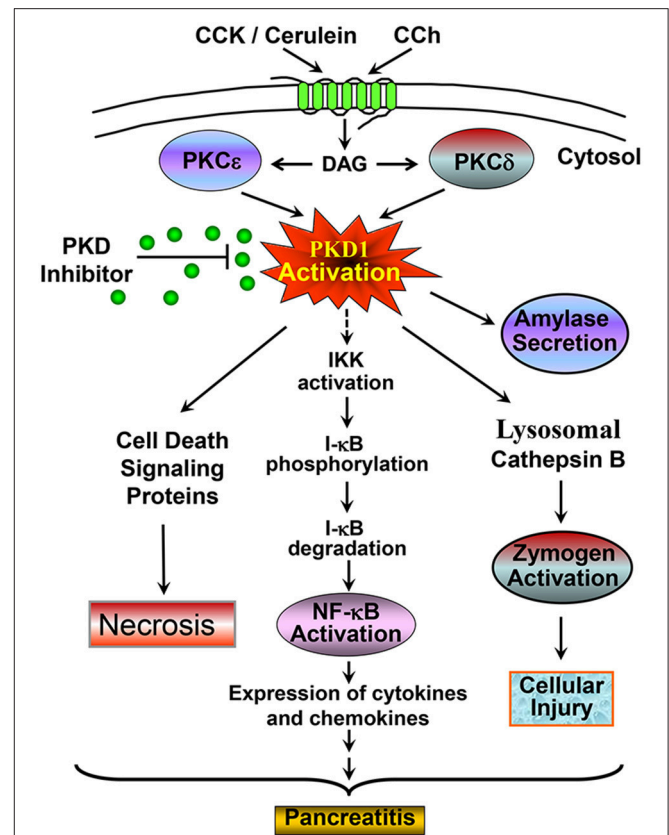 CCK / Cerulein
CCh
PKCε
DAG
PKCδ
Cytosol
PKD
Inhibitor
PKD1
Activation
Amylase
Secretion
IKK
activation
Cell Death
Signaling
Proteins
I-κB
phosphorylation
Lysosomal
Cathepsin B
I-κB
degradation
Zymogen
Activation
Necrosis
NF-κB
Activation
Expression of cytokines
and chemokines
Cellular
Injury
Pancreatitis